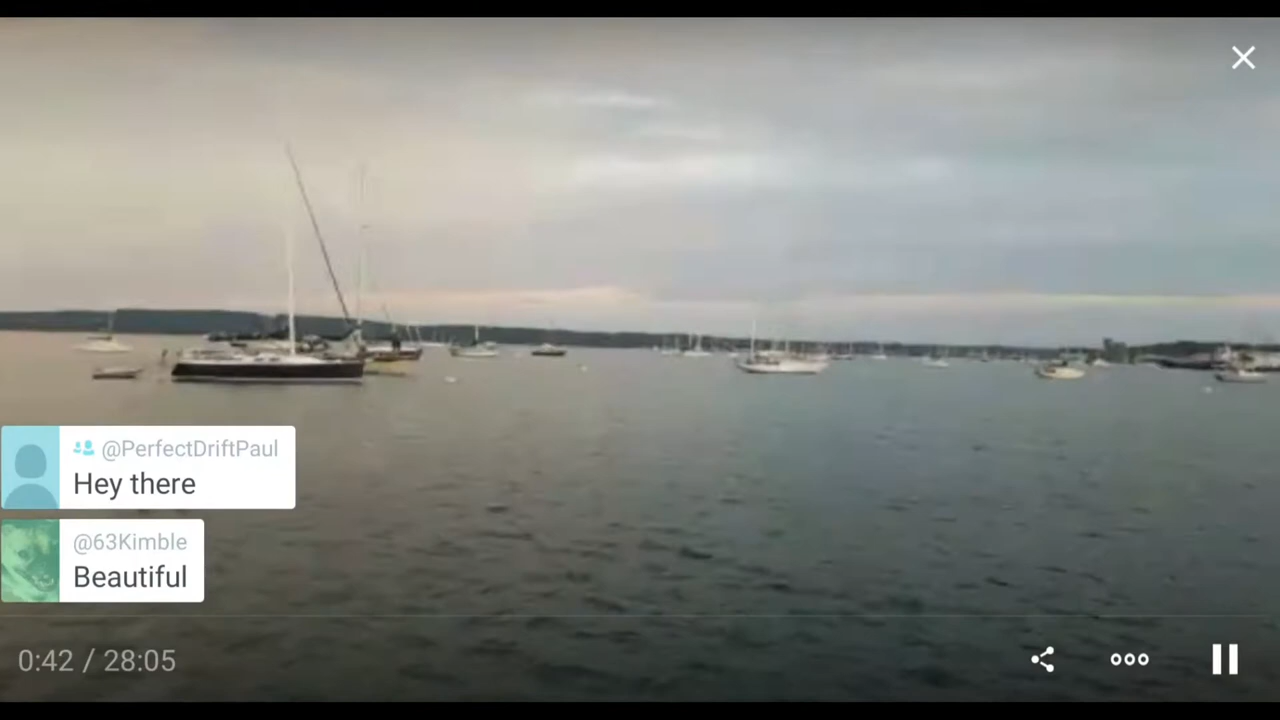 @PerfectDriftPaul
Hey there
@63Kimble
Beautiful
0:42 / 28:05